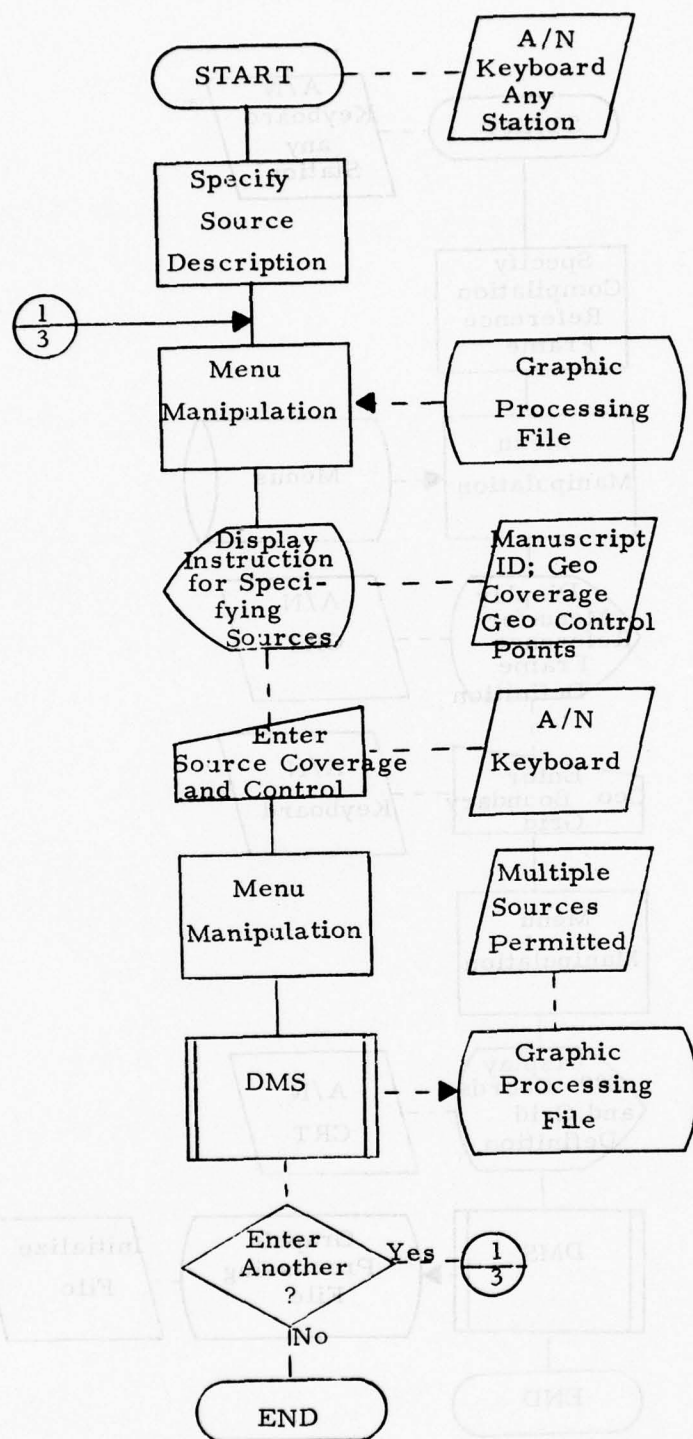 START
A/N
Keyboard
Any
Station
Specify
Source
Description
1
3
Menu
Manipulation
Graphic
Processing
File
Display
Instruction
for Speci-
fying
Sources
Manuscript
ID; Geo
Coverage
Geo Control
Points
Enter
Source Coverage
and Control
A/N
Keyboard
Menu
Manipulation
Multiple
Sources
Permitted
DMS
Graphic
Processing
File
Enter
Another
?
Yes
1
3
No
END